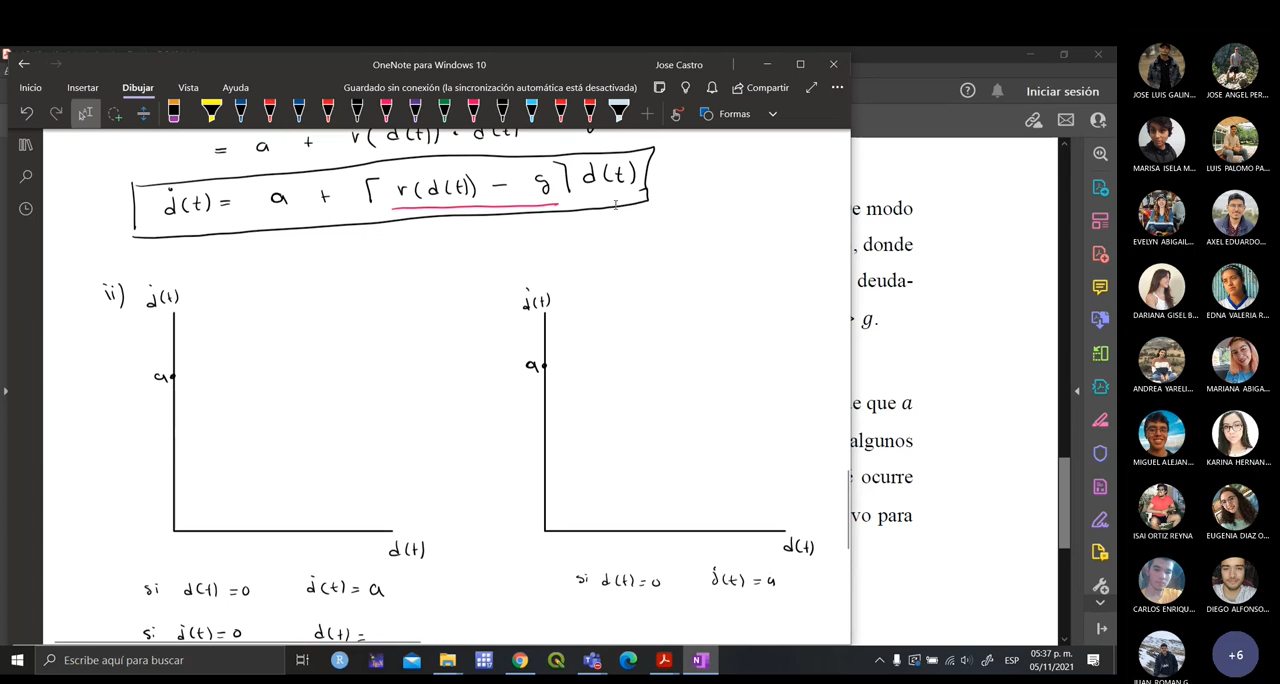 OneNote para Windows 10
Jose Castro
Inicio Insertar Dibujar Vista Ayuda
Guardado sin conexión (la sincronización automática está desactivada)
Compartir
Iniciar sesión
Formas
= a + r(d(t)) · d(t)
ḋ(t) = a + [ r(d(t)) - g ] d(t)
e modo
, donde
deuda-
> g.
ii) ḋ(t)
ḋ(t)
a
a
e que a
algunos
e ocurre
vo para
d(t)
d(t)
si d(t) = 0 ḋ(t) = a
si d(t) = 0 ḋ(t) = a
si ḋ(t) = 0 d(t) =
JOSE LUIS GALIN...
JOSE ANGEL PER...
MARISA ISELA M...
LUIS PALOMO PA...
EVELYN ABIGAIL...
AXEL EDUARDO...
DARIANA GISEL B...
EDNA VALERIA R...
ANDREA YARELI...
MARIANA ABIGA...
MIGUEL ALEJAN...
KARINA HERNAN...
ISAI ORTIZ REYNA
EUGENIA DIAZ O...
CARLOS ENRIQU...
DIEGO ALFONSO...
JUAN ROMAN G...
+6
Escribe aquí para buscar
ESP
05:37 p. m.
05/11/2021